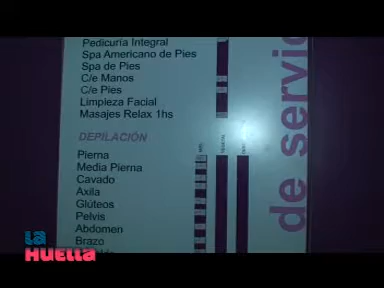 Pedicuría Integral
Spa Americano de Pies
Spa de Pies
C/e Manos
C/e Pies
Limpieza Facial
Masajes Relax 1hs
DEPILACIÓN
Pierna
Media Pierna
Cavado
Axila
Glúteos
Pelvis
Abdomen
Brazo
de servic
LA
HUELLA